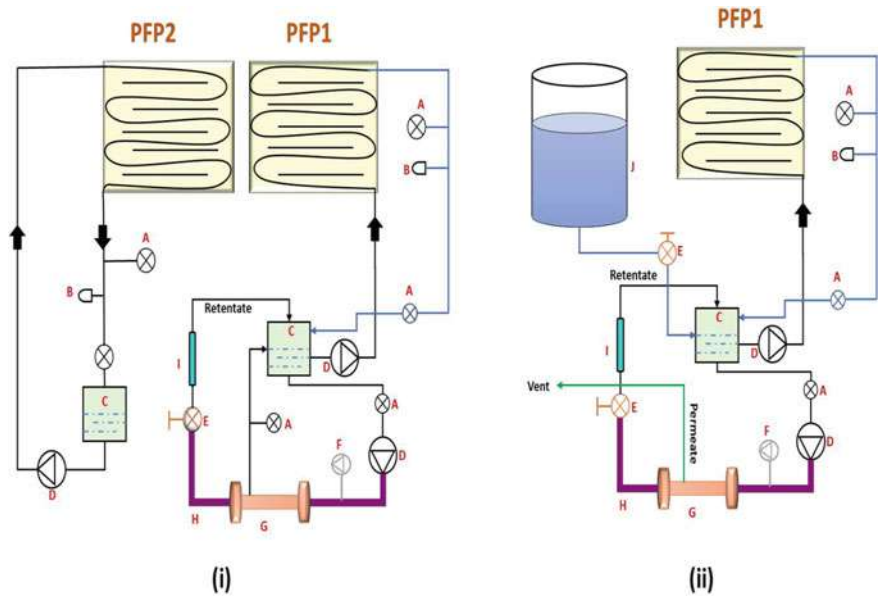 PFP2
PFP1
A
B
A
B
A
Retentate
C
D
I
C
E
A
A
F
D
D
H
G
(i)
PFP1
A
B
J
E
Retentate
A
C
D
I
Vent
A
E
Permeate
F
D
H
G
(ii)